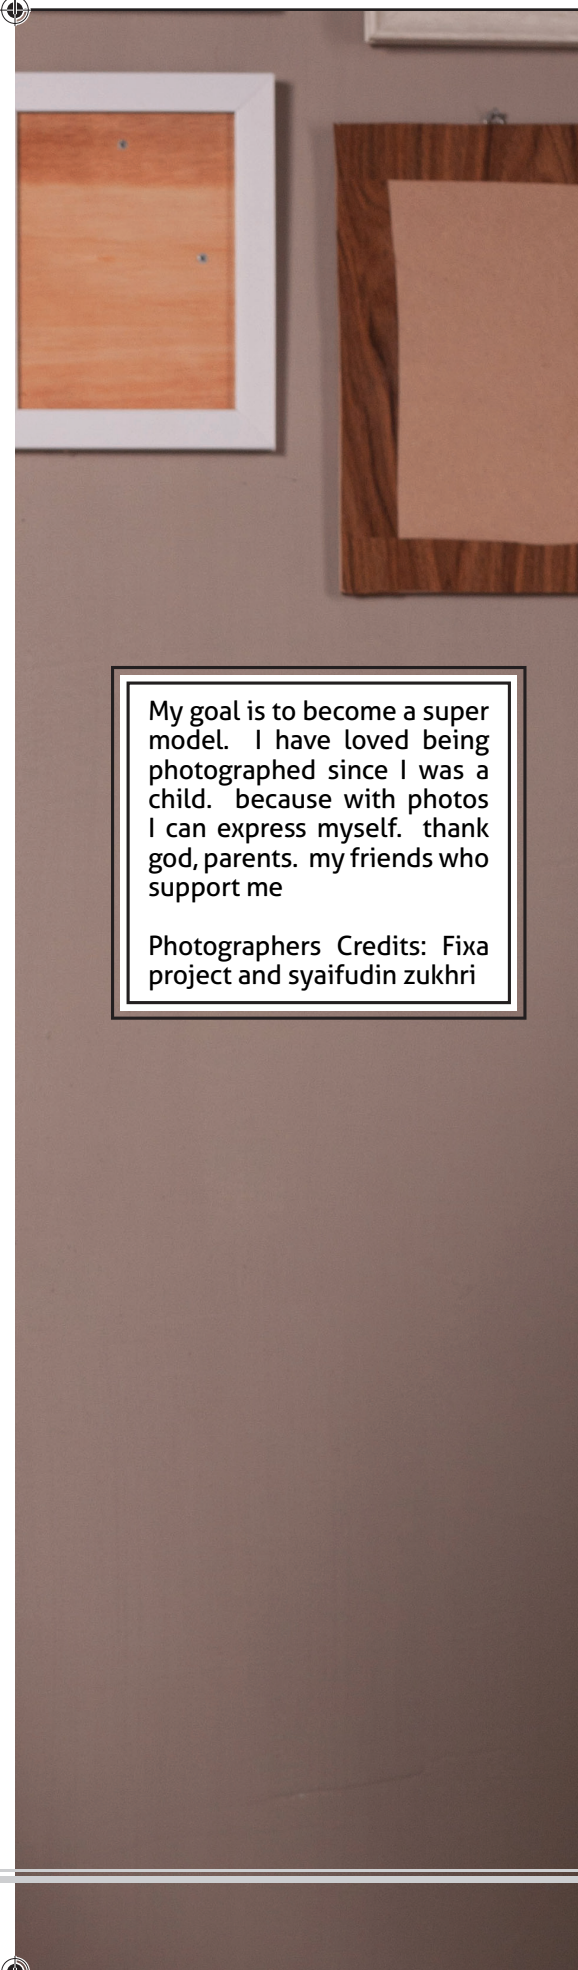 My goal is to become a super
model.  I have loved being
photographed since I was a
child.  because with photos
I can express myself.  thank
god, parents.  my friends who
support me

Photographers Credits: Fixa
project and syaifudin zukhri